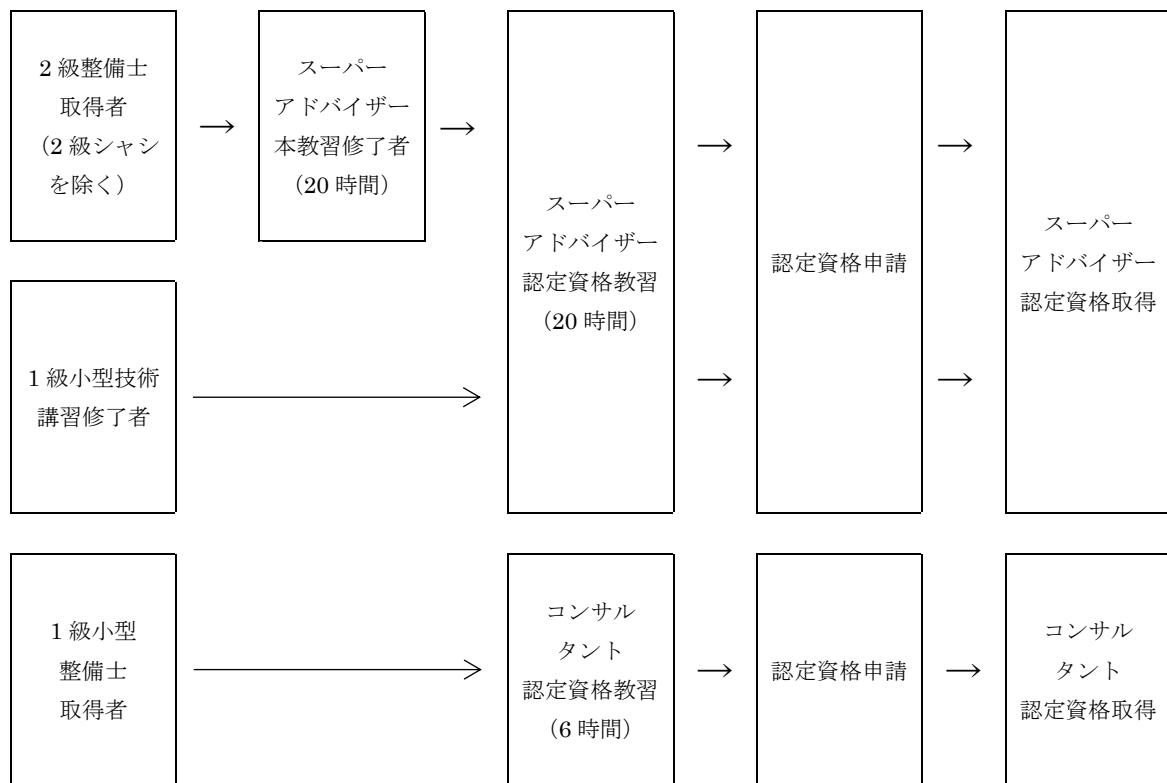 2 級整備士
取得者
(2 級シャシ
を除く)
→
スーパー
アドバイザー
本教習修了者
(20 時間)
→
スーパー
アドバイザー
認定資格教習
(20 時間)
→
→
認定資格申請
→
→
スーパー
アドバイザー
認定資格取得
1 級小型技術
講習修了者
1 級小型
整備士
取得者
コンサル
タント
認定資格教習
(6 時間)
→
認定資格申請
→
コンサル
タント
認定資格取得